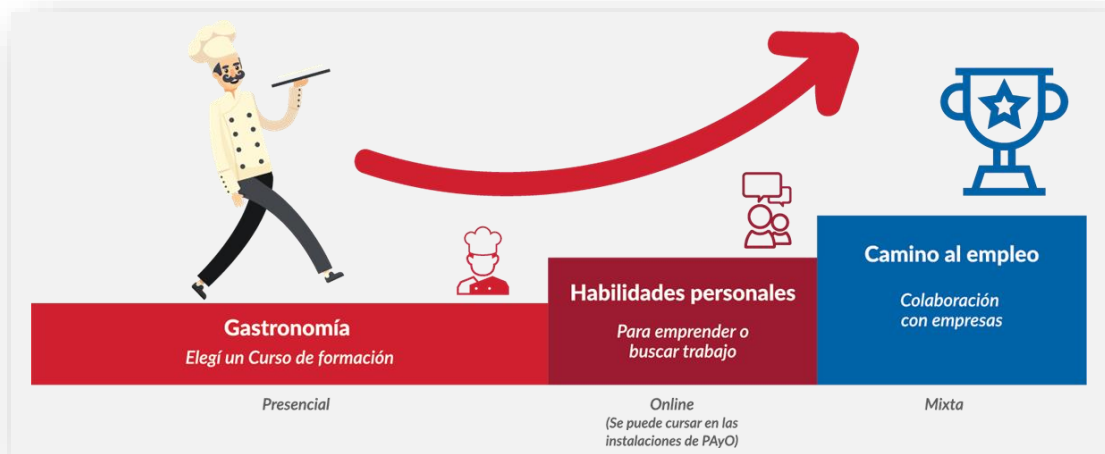 Gastronomía
Elegí un Curso de formación
Presencial
Habilidades personales
Para emprender o
buscar trabajo
Online
(Se puede cursar en las
instalaciones de PAyO)
Camino al empleo
Colaboración
con empresas
Mixta